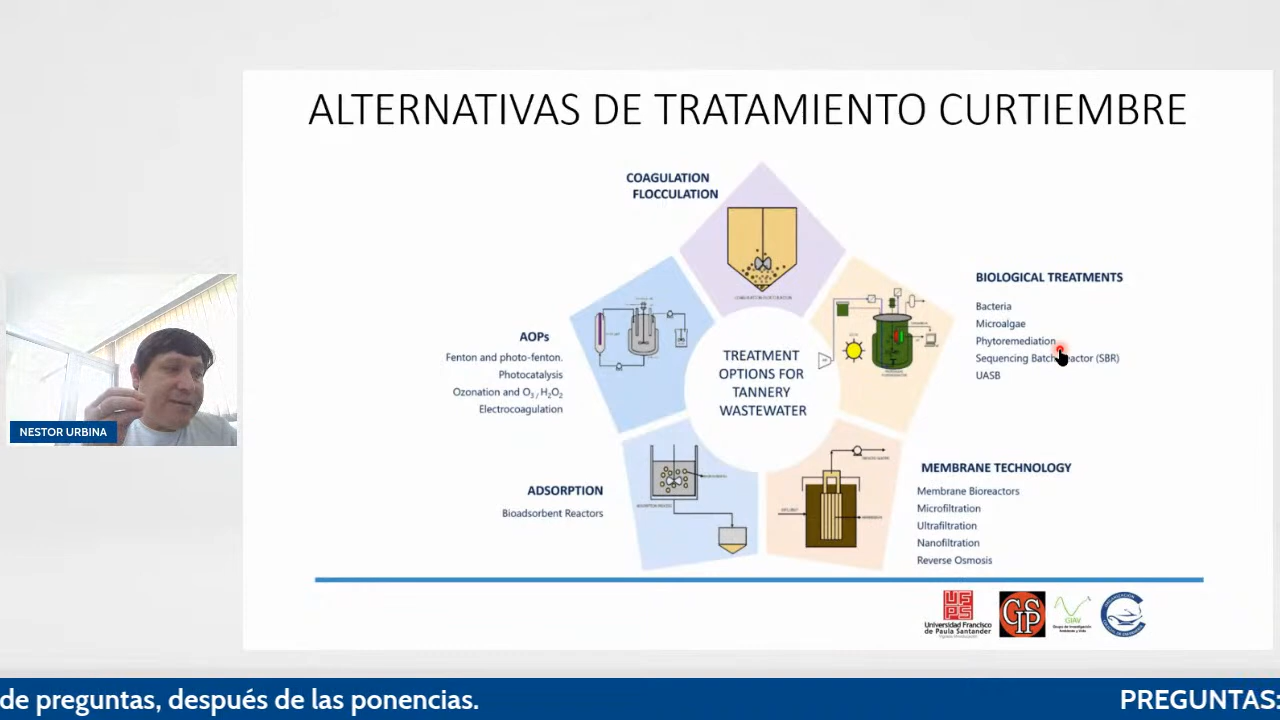 ALTERNATIVAS DE TRATAMIENTO CURTIEMBRE
COAGULATION
FLOCCULATION
BIOLOGICAL TREATMENTS
Bacteria
Microalgae
Phytoremediation
Sequencing Batch Reactor (SBR)
UASB
AOPs
Fenton and photo-fenton.
Photocatalysis
Ozonation and O3 / H2O2
Electrocoagulation
TREATMENT
OPTIONS FOR
TANNERY
WASTEWATER
ADSORPTION
Bioadsorbent Reactors
MEMBRANE TECHNOLOGY
Membrane Bioreactors
Microfiltration
Ultrafiltration
Nanofiltration
Reverse Osmosis
NESTOR URBINA
UFPS
Universidad Francisco
de Paula Santander
GIAV
de preguntas, después de las ponencias.
PREGUNTAS: